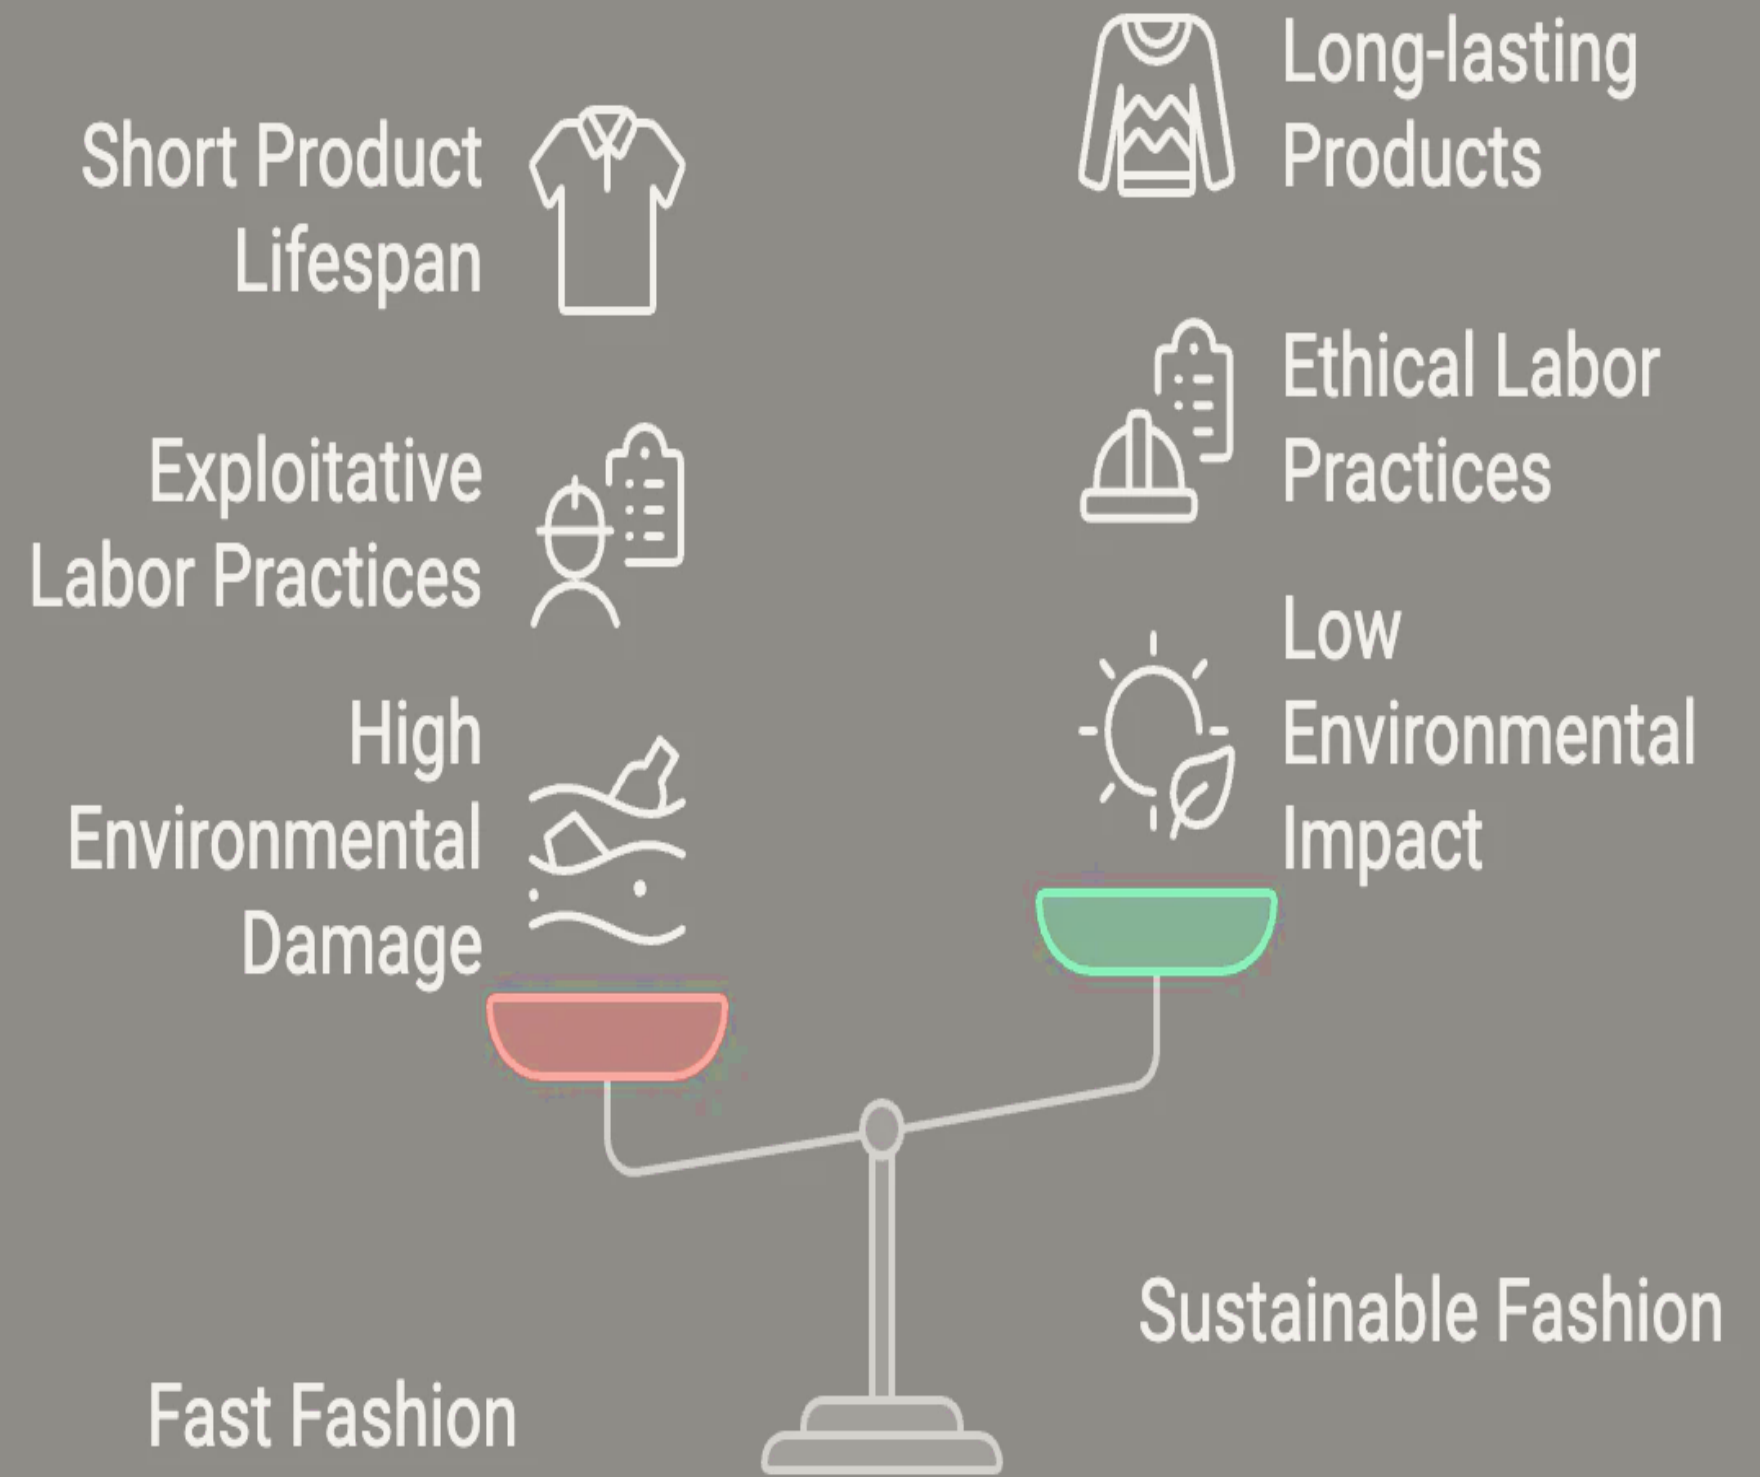 Short Product
Lifespan
Exploitative
Labor Practices
High
Environmental
Damage
Fast Fashion
Long-lasting
Products
Ethical Labor
Practices
Low
Environmental
Impact
Sustainable Fashion